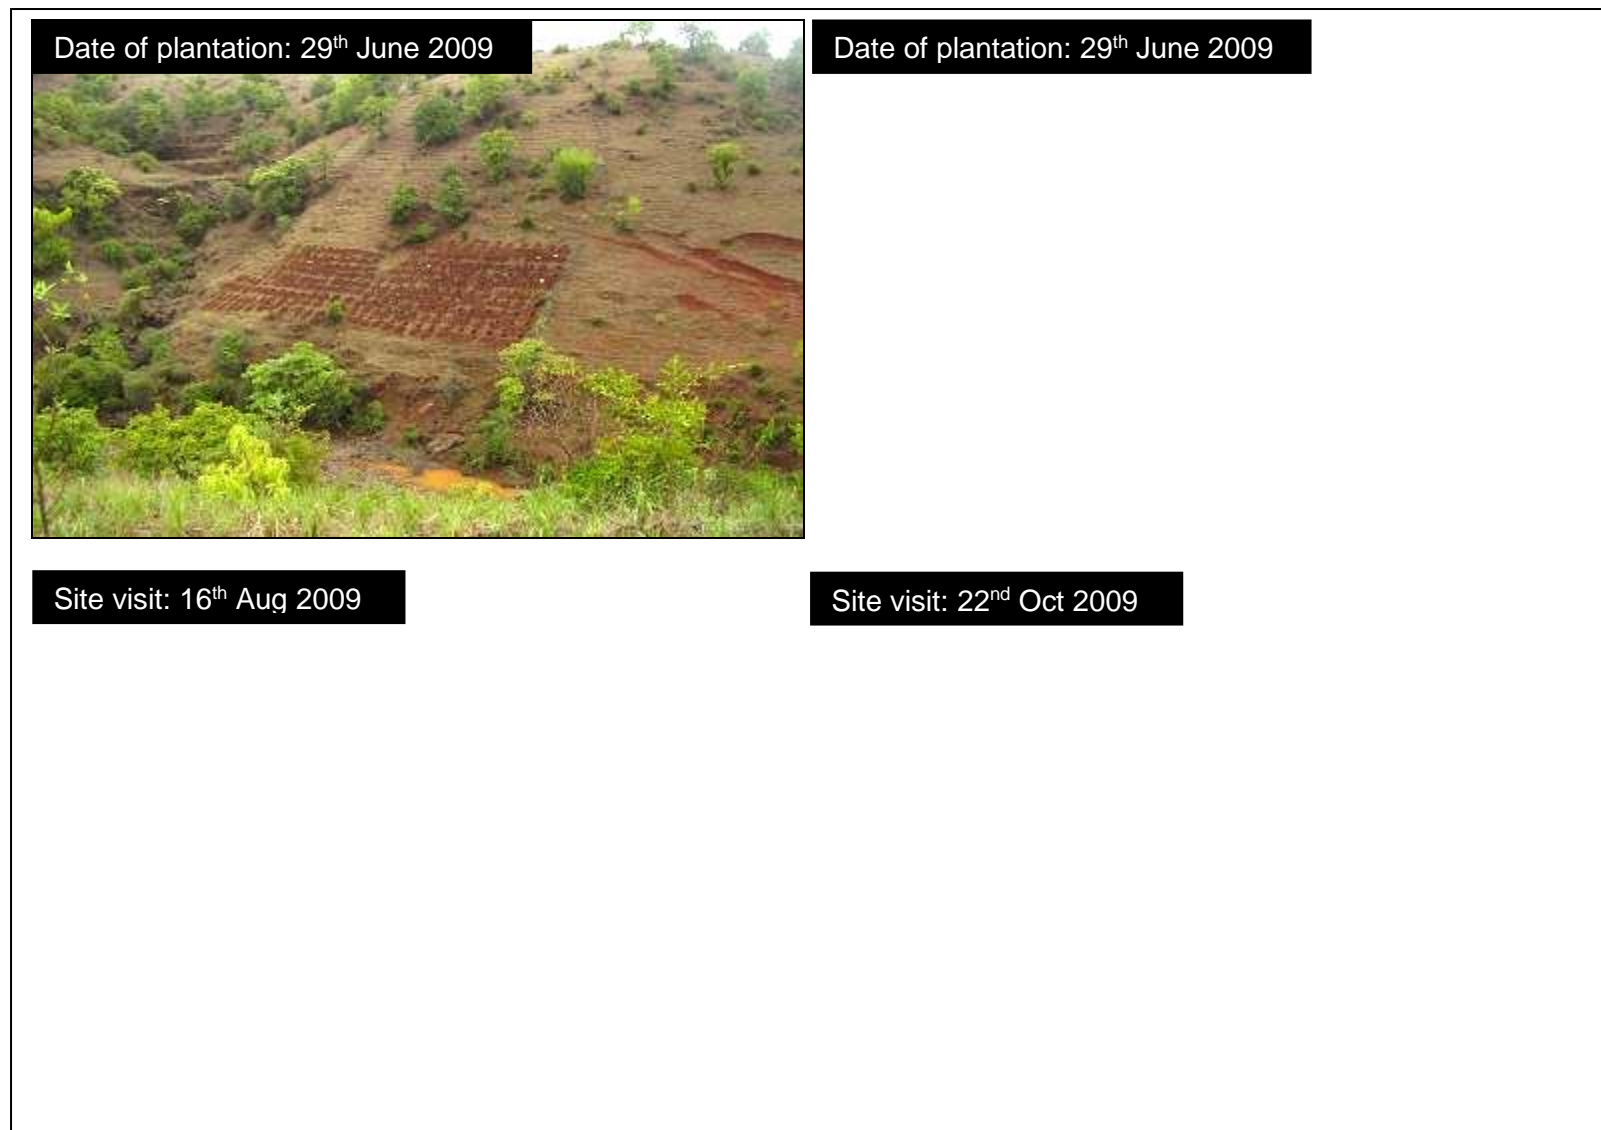 Date of plantation: 29th June 2009
Date of plantation: 29th June 2009
Site visit: 16th Aug 2009
Site visit: 22nd Oct 2009